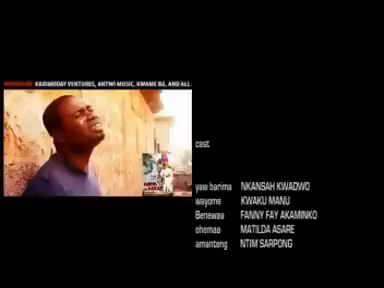 KARIMODAY VENTURES, ANTWI MUSIC, KWAME BA, AND ALL
cast
yaw barima NKANSAH KWADWO
wayome KWAKU MANU
Benewaa FANNY FAY AKAMINKO
ohemaa MATILDA ASARE
amanteng NTIM SARPONG